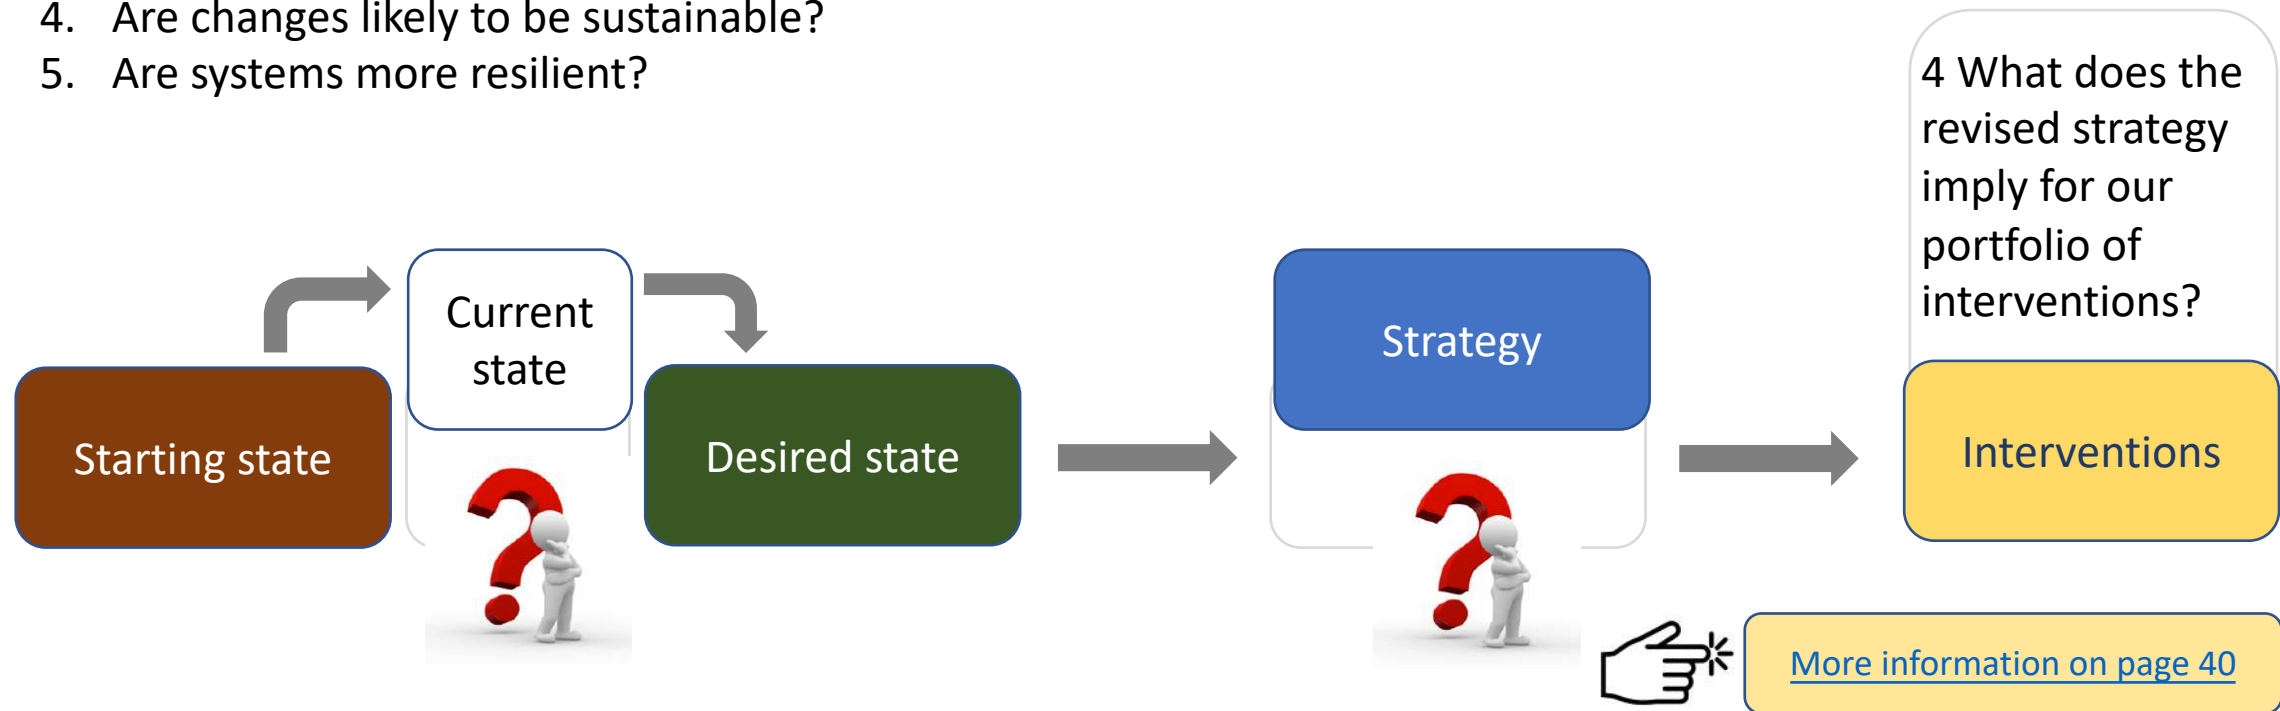 4. Are changes likely to be sustainable?
5. Are systems more resilient?
4 What does the
revised strategy
imply for our
portfolio of
interventions?
Current
state
Strategy
Starting state
Desired state
Interventions
More information on page 40